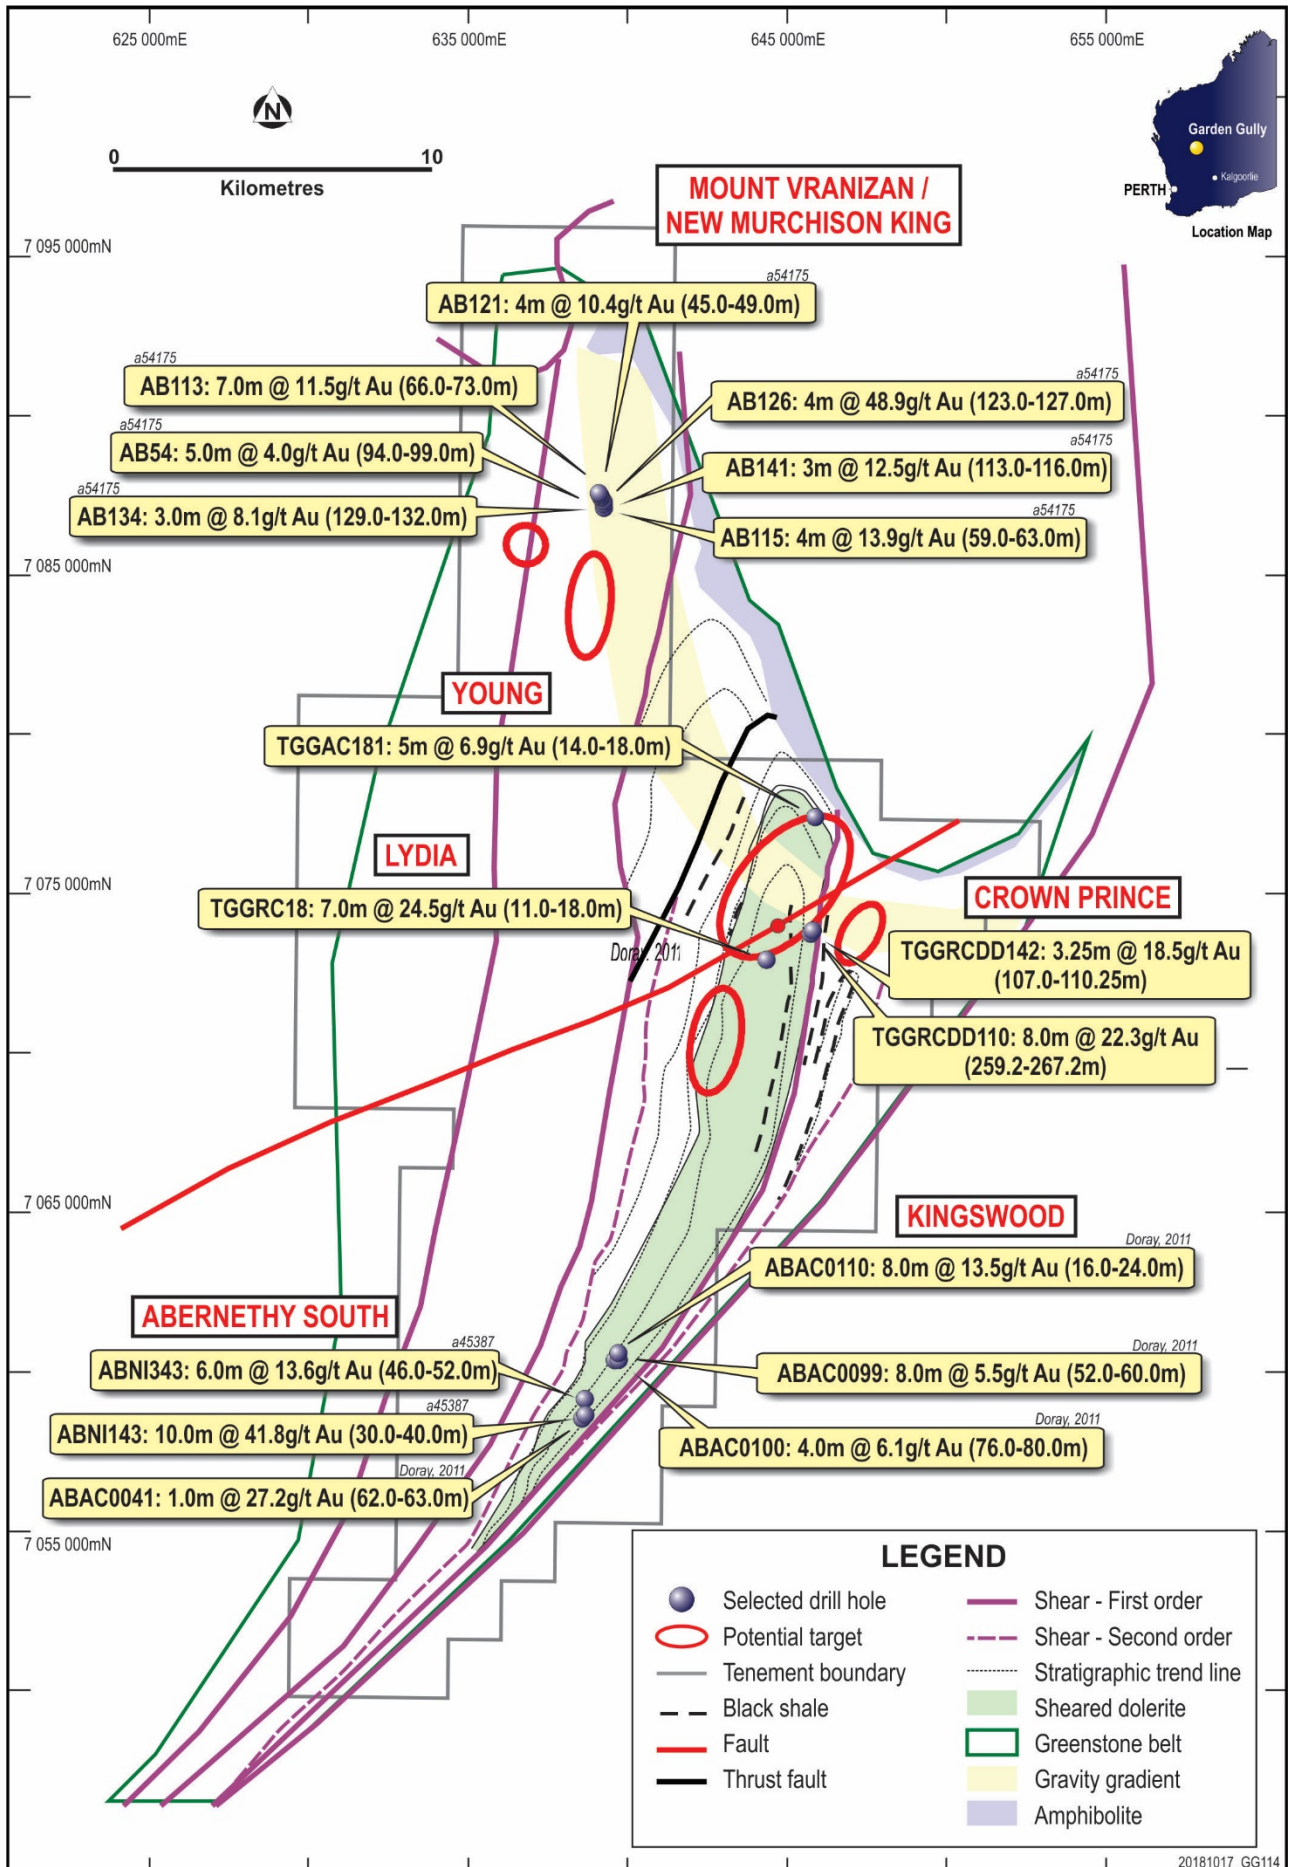 625 000mE
635 000mE
645 000mE
655 000mE
N
0
10
Kilometres
Garden Gully
Kalgoorlie
PERTH
Location Map
MOUNT VRANIZAN /
NEW MURCHISON KING
7 095 000mN
a54175
AB121: 4m @ 10.4g/t Au (45.0-49.0m)
a54175
AB113: 7.0m @ 11.5g/t Au (66.0-73.0m)
a54175
AB126: 4m @ 48.9g/t Au (123.0-127.0m)
a54175
AB54: 5.0m @ 4.0g/t Au (94.0-99.0m)
a54175
AB141: 3m @ 12.5g/t Au (113.0-116.0m)
a54175
AB134: 3.0m @ 8.1g/t Au (129.0-132.0m)
a54175
AB115: 4m @ 13.9g/t Au (59.0-63.0m)
7 085 000mN
YOUNG
TGGAC181: 5m @ 6.9g/t Au (14.0-18.0m)
LYDIA
7 075 000mN
TGGRC18: 7.0m @ 24.5g/t Au (11.0-18.0m)
Doray, 2011
CROWN PRINCE
TGGRCDD142: 3.25m @ 18.5g/t Au
(107.0-110.25m)
TGGRCDD110: 8.0m @ 22.3g/t Au
(259.2-267.2m)
7 065 000mN
KINGSWOOD
Doray, 2011
ABAC0110: 8.0m @ 13.5g/t Au (16.0-24.0m)
ABERNETHY SOUTH
a45387
ABNI343: 6.0m @ 13.6g/t Au (46.0-52.0m)
Doray, 2011
ABAC0099: 8.0m @ 5.5g/t Au (52.0-60.0m)
a45387
ABNI143: 10.0m @ 41.8g/t Au (30.0-40.0m)
Doray, 2011
ABAC0100: 4.0m @ 6.1g/t Au (76.0-80.0m)
Doray, 2011
ABAC0041: 1.0m @ 27.2g/t Au (62.0-63.0m)
7 055 000mN
LEGEND
Selected drill hole
Potential target
Tenement boundary
Black shale
Fault
Thrust fault
Shear - First order
Shear - Second order
Stratigraphic trend line
Sheared dolerite
Greenstone belt
Gravity gradient
Amphibolite
20181017_GG114